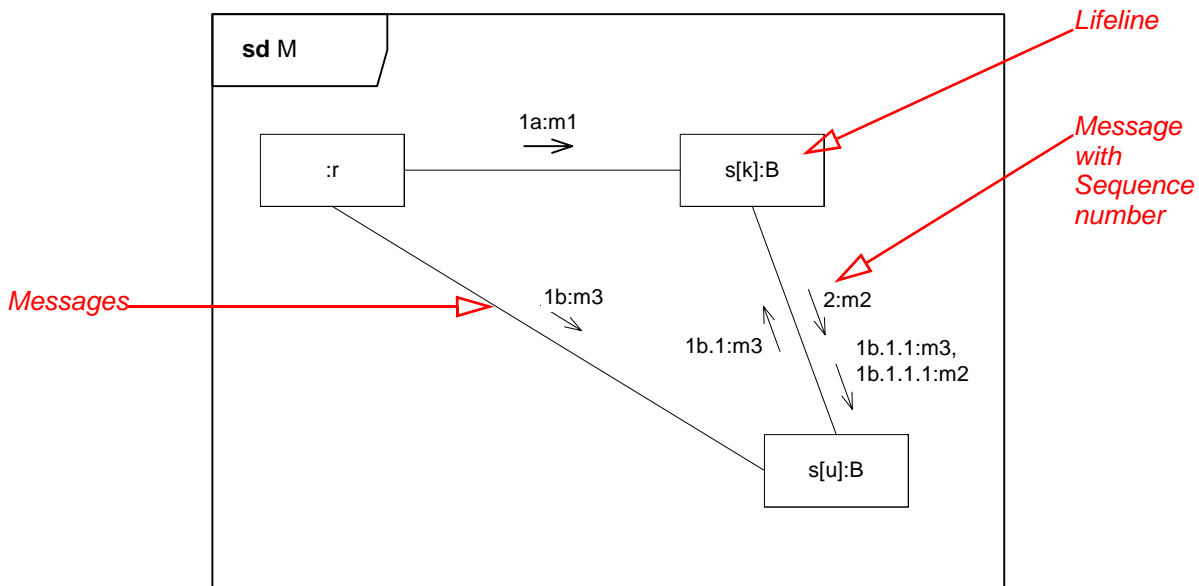 sd M
Lifeline
1a:m1
Message
with
Sequence
number
:r
s[k]:B
Messages
1b:m3
2:m2
1b.1:m3
1b.1.1:m3,
1b.1.1.1:m2
s[u]:B